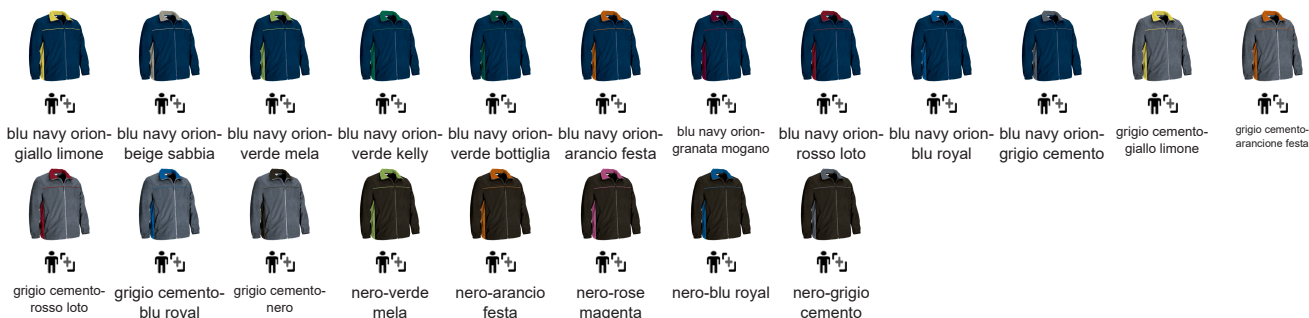 blu navy orion-
giallo limone
blu navy orion-
beige sabbia
blu navy orion-
verde mela
blu navy orion-
verde kelly
blu navy orion-
verde bottiglia
blu navy orion-
arancio festa
blu navy orion-
granata mogano
blu navy orion-
rosso loto
blu navy orion-
blu royal
blu navy orion-
grigio cemento
grigio cemento-
giallo limone
grigio cemento-
arancione festa
grigio cemento-
rosso loto
grigio cemento-
blu royal
grigio cemento-
nero
nero-verde
mela
nero-arancio
festa
nero-rose
magenta
nero-blu royal
nero-grigio
cemento